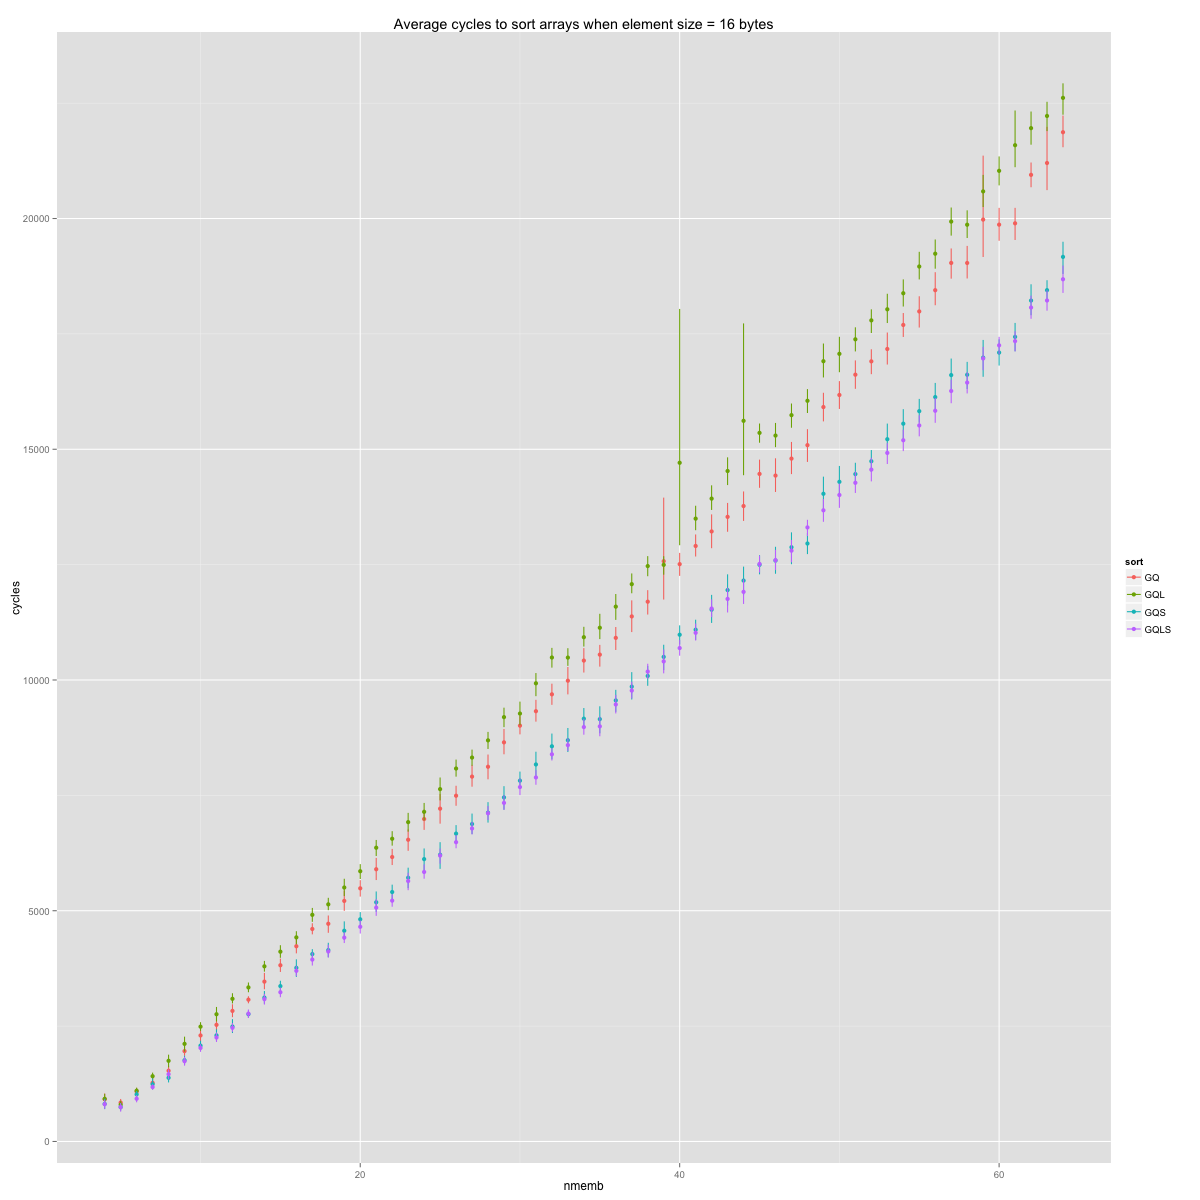 Average cycles to sort arrays when element size = 16 bytes
20000
15000
10000
5000
0
cycles
20
40
60
nmemb
sort
GQ
GQL
GQS
GQLS